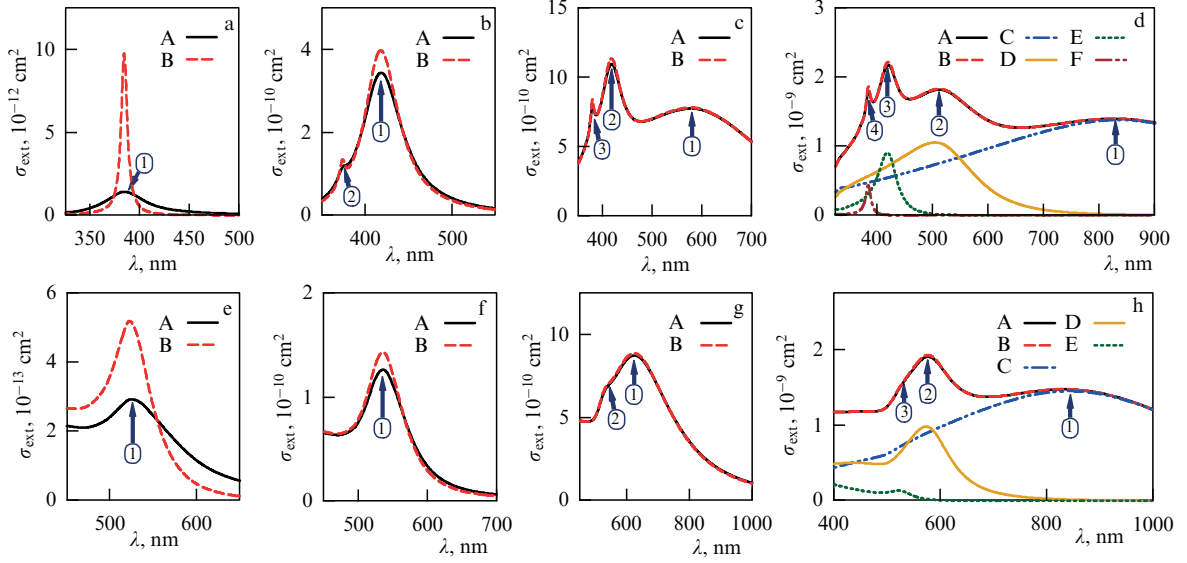 a
A
B
σext, 10−12 cm2
10
5
0
1
350 400 450 500
λ, nm
b
A
B
σext, 10−10 cm2
4
2
0
1
2
400 500
λ, nm
c
A
B
σext, 10−10 cm2
15
10
5
0
1
2
3
400 500 600 700
λ, nm
d
A C E
B D F
σext, 10−9 cm2
3
2
1
0
1
2
3
4
400 500 600 700 800 900
λ, nm
e
A
B
σext, 10−13 cm2
6
4
2
0
1
500 600
λ, nm
f
A
B
σext, 10−10 cm2
2
1
0
1
500 600 700
λ, nm
g
A
B
σext, 10−10 cm2
10
5
0
1
2
600 800 1000
λ, nm
h
A D
B E
C
σext, 10−9 cm2
2
1
0
1
2
3
400 600 800 1000
λ, nm